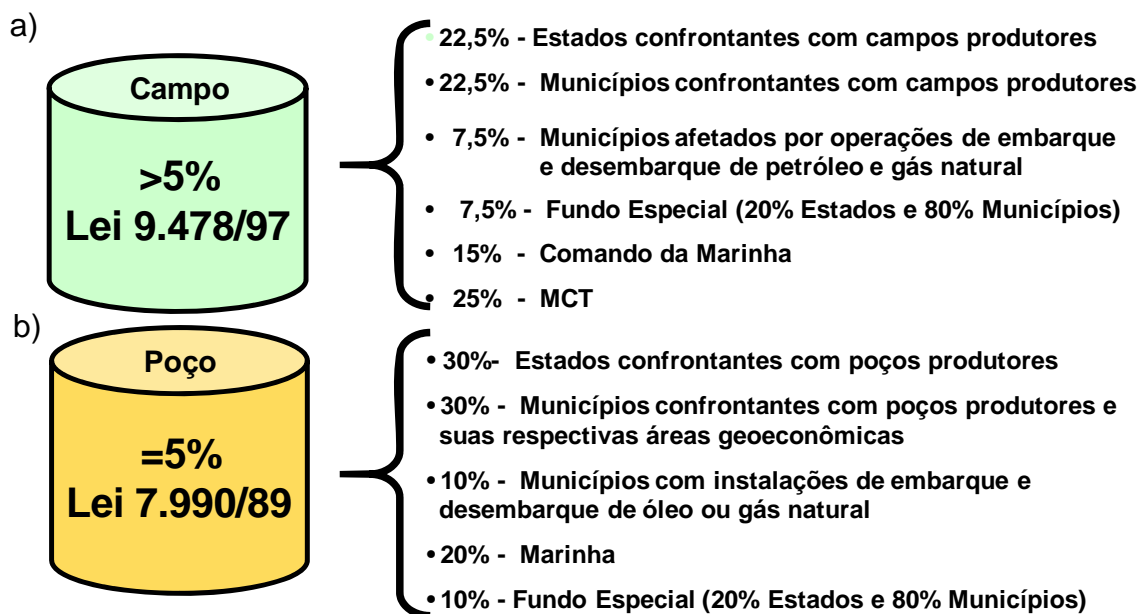 a)
Campo
>5%
Lei 9.478/97
• 22,5% - Estados confrontantes com campos produtores
• 22,5% - Municípios confrontantes com campos produtores
• 7,5% - Municípios afetados por operações de embarque
e desembarque de petróleo e gás natural
• 7,5% - Fundo Especial (20% Estados e 80% Municípios)
• 15% - Comando da Marinha
• 25% - MCT
b)
Poço
=5%
Lei 7.990/89
• 30%- Estados confrontantes com poços produtores
• 30% - Municípios confrontantes com poços produtores e
suas respectivas áreas geoeconômicas
• 10% - Municípios com instalações de embarque e
desembarque de óleo ou gás natural
• 20% - Marinha
• 10% - Fundo Especial (20% Estados e 80% Municípios)